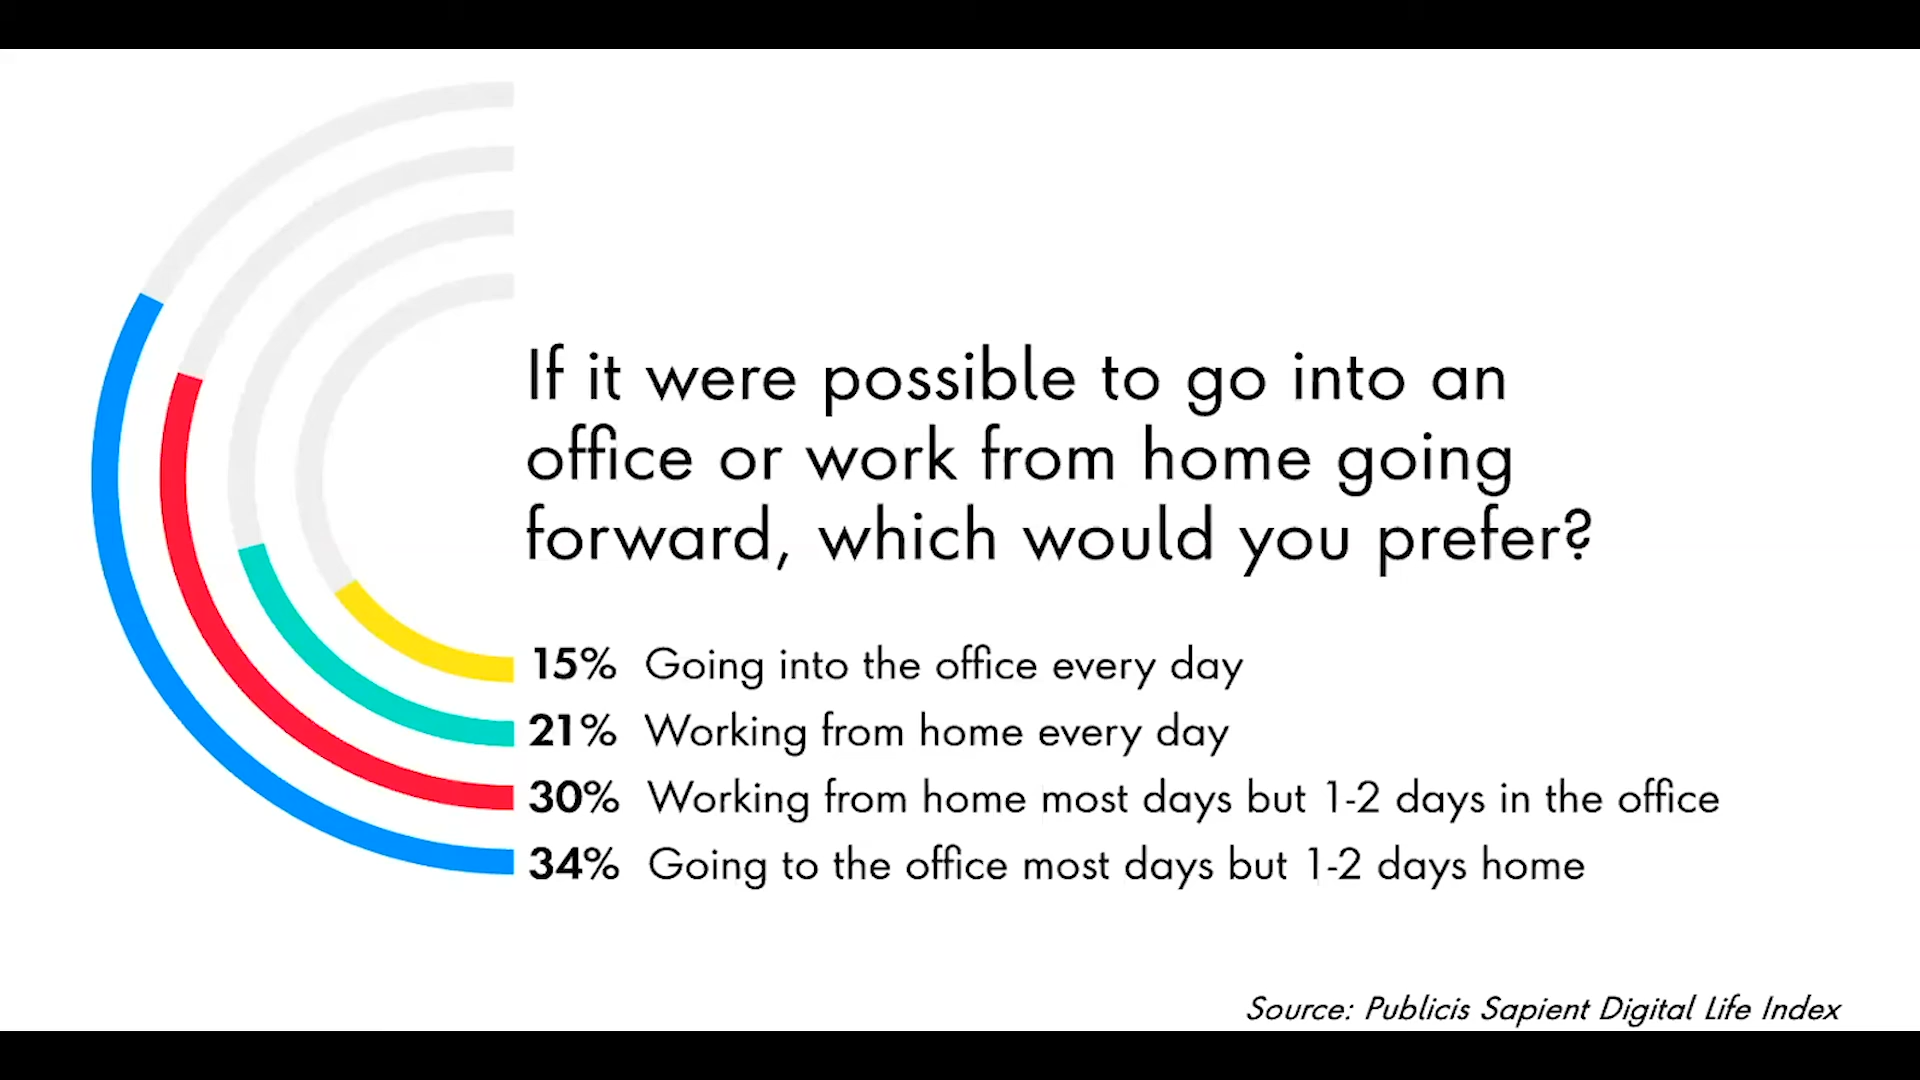 If it were possible to go into an
office or work from home going
forward, which would you prefer?
15% Going into the office every day
21% Working from home every day
30% Working from home most days but 1-2 days in the office
34% Going to the office most days but 1-2 days home
Source: Publicis Sapient Digital Life Index